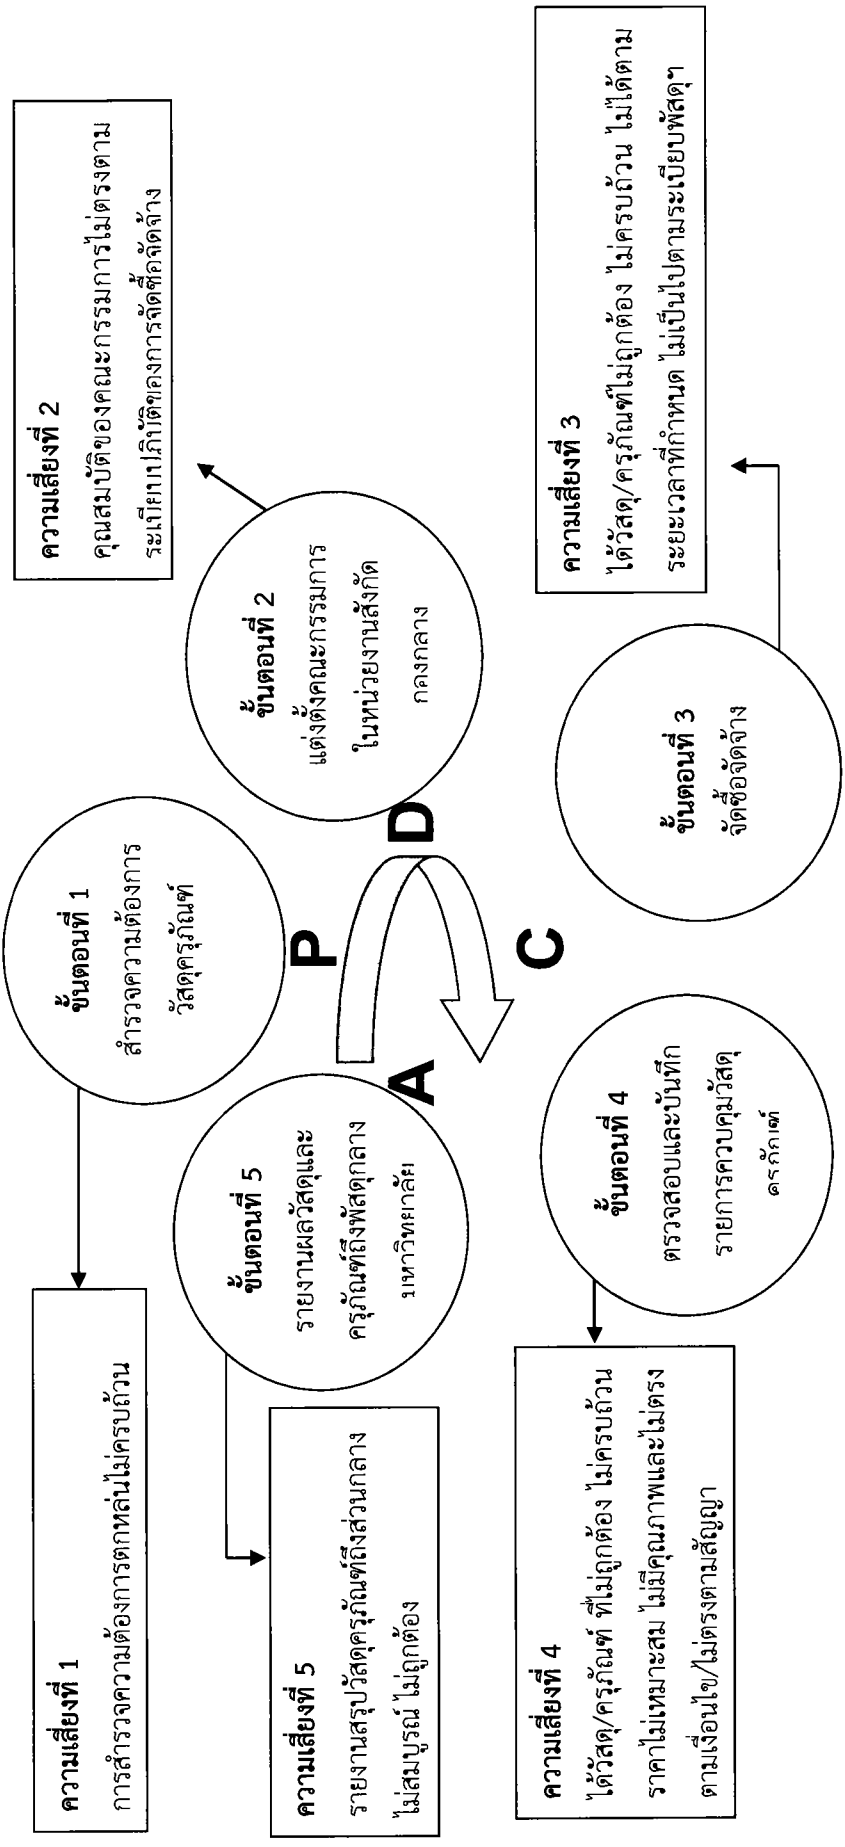 ความเสี่ยงที่ 1
การสำรวจความต้องการตกหล่นไม่ครบถ้วน
ขั้นตอนที่ 1
สำรวจความต้องการ
วัสดุครุภัณฑ์
ความเสี่ยงที่ 2
คุณสมบัติของคณะกรรมการไม่ตรงตาม
ระเบียบปฏิบัติของการจัดซื้อจัดจ้าง
ความเสี่ยงที่ 5
รายงานสรุปวัสดุครุภัณฑ์ถึงส่วนกลาง
ไม่สมบูรณ์ ไม่ถูกต้อง
ขั้นตอนที่ 5
รายงานผลวัสดุและ
ครุภัณฑ์ถึงพัสดุกลาง
มหาวิทยาลัย
P
A
D
C
ขั้นตอนที่ 2
แต่งตั้งคณะกรรมการ
ในหน่วยงานสังกัด
กองกลาง
ความเสี่ยงที่ 4
ได้วัสดุ/ครุภัณฑ์ ที่ไม่ถูกต้อง ไม่ครบถ้วน
ราคาไม่เหมาะสม ไม่มีคุณภาพและไม่ตรง
ตามเงื่อนไข/ไม่ตรงตามสัญญา
ขั้นตอนที่ 4
ตรวจสอบและบันทึก
รายการควบคุมวัสดุ
ครุภัณฑ์
ขั้นตอนที่ 3
จัดซื้อจัดจ้าง
ความเสี่ยงที่ 3
ได้วัสดุ/ครุภัณฑ์ไม่ถูกต้อง ไม่ครบถ้วน ไม่ได้ตาม
ระยะเวลาที่กำหนด ไม่เป็นไปตามระเบียบพัสดุฯ